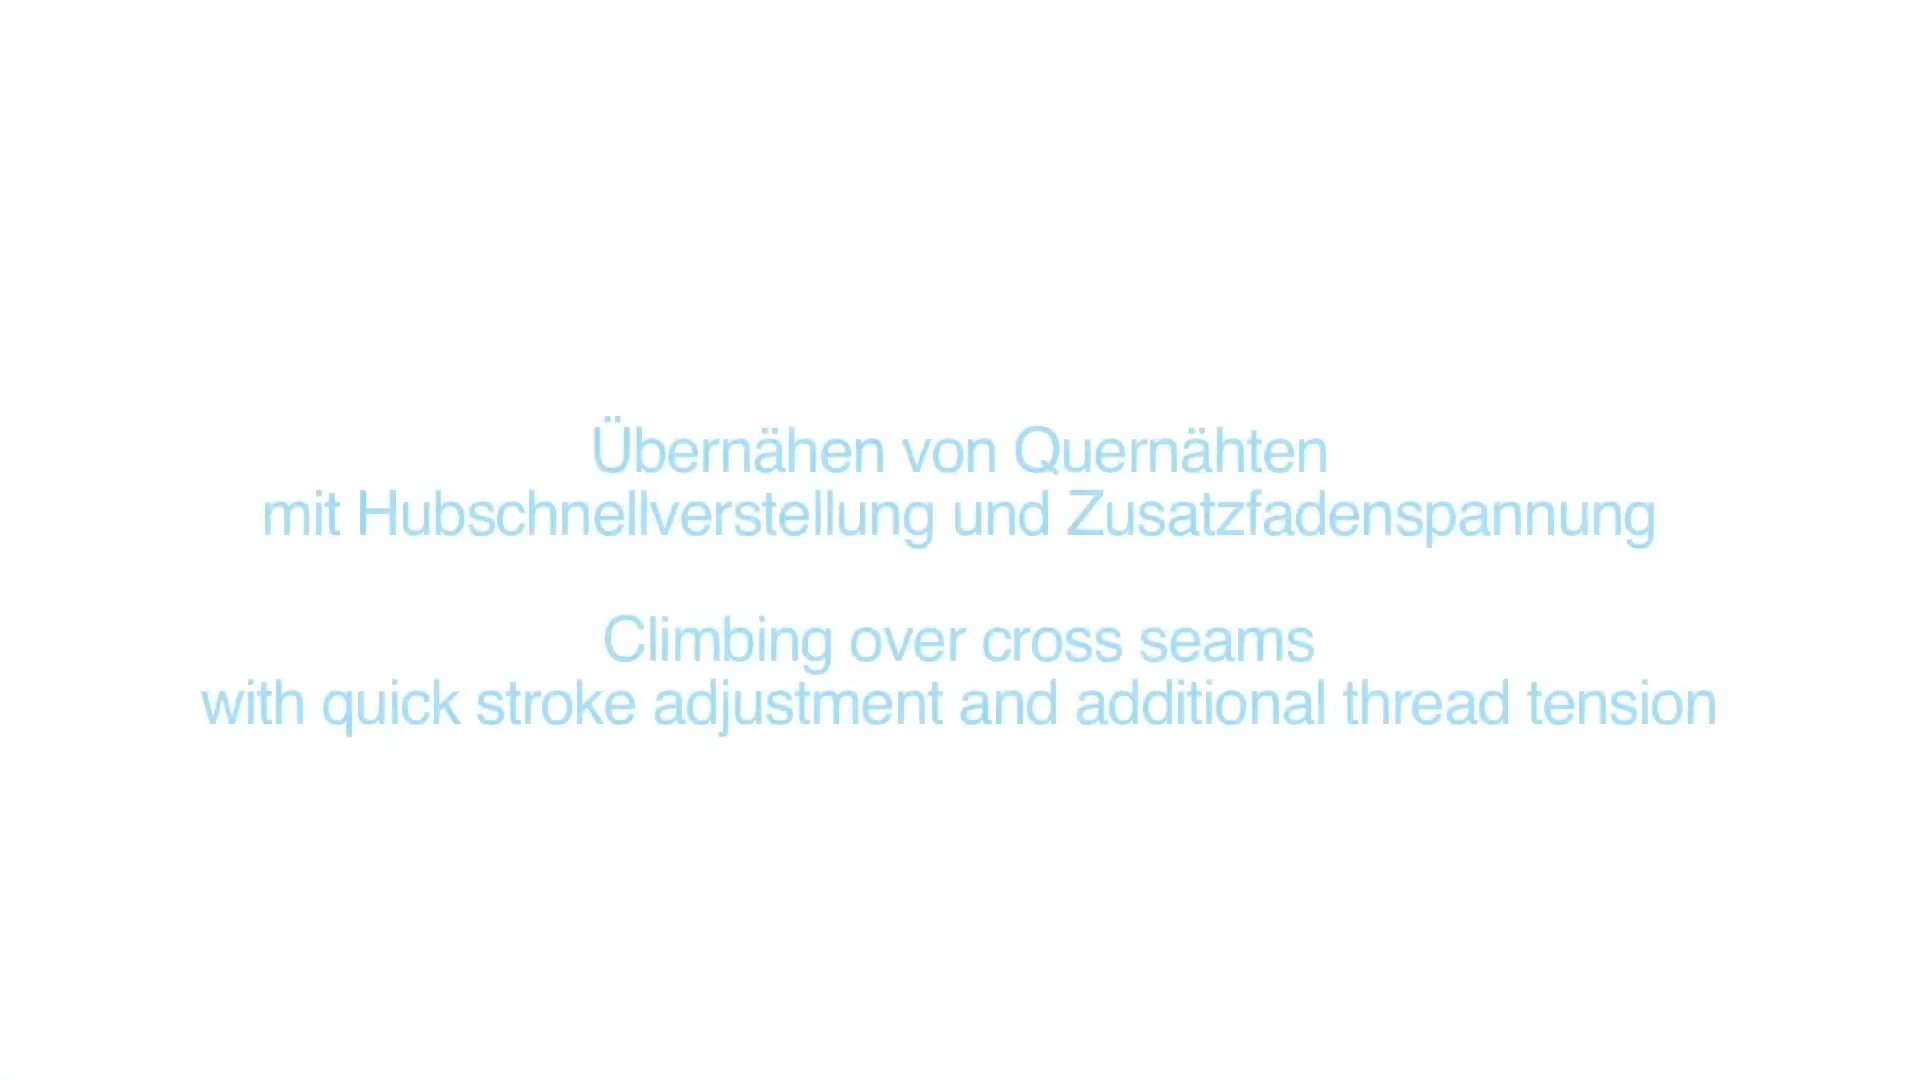 Übernähen von Quernähten
mit Hubschnellverstellung und Zusatzfadenspannung
Climbing over cross seams
with quick stroke adjustment and additional thread tension